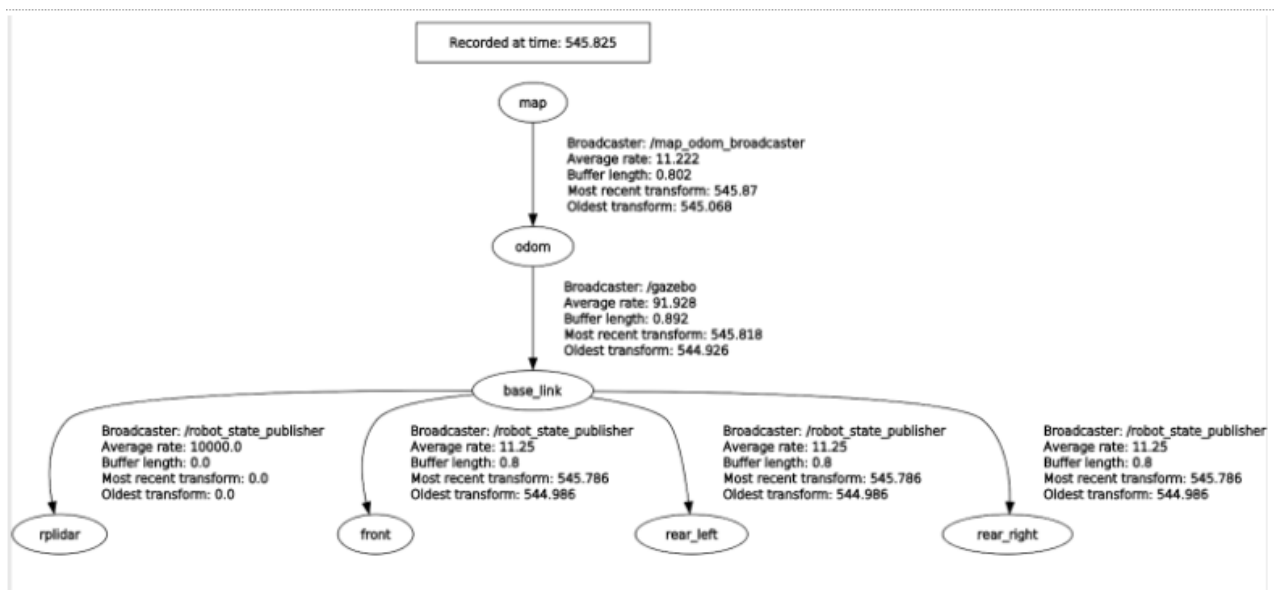 Recorded at time: 545.825
map
Broadcaster: /map_odom_broadcaster
Average rate: 11.222
Buffer length: 0.802
Most recent transform: 545.87
Oldest transform: 545.068
odom
Broadcaster: /gazebo
Average rate: 91.928
Buffer length: 0.892
Most recent transform: 545.818
Oldest transform: 544.926
base_link
Broadcaster: /robot_state_publisher
Average rate: 10000.0
Buffer length: 0.0
Most recent transform: 0.0
Oldest transform: 0.0
Broadcaster: /robot_state_publisher
Average rate: 11.25
Buffer length: 0.8
Most recent transform: 545.786
Oldest transform: 544.986
Broadcaster: /robot_state_publisher
Average rate: 11.25
Buffer length: 0.8
Most recent transform: 545.786
Oldest transform: 544.986
Broadcaster: /robot_state_publisher
Average rate: 11.25
Buffer length: 0.8
Most recent transform: 545.786
Oldest transform: 544.986
rplidar
front
rear_left
rear_right